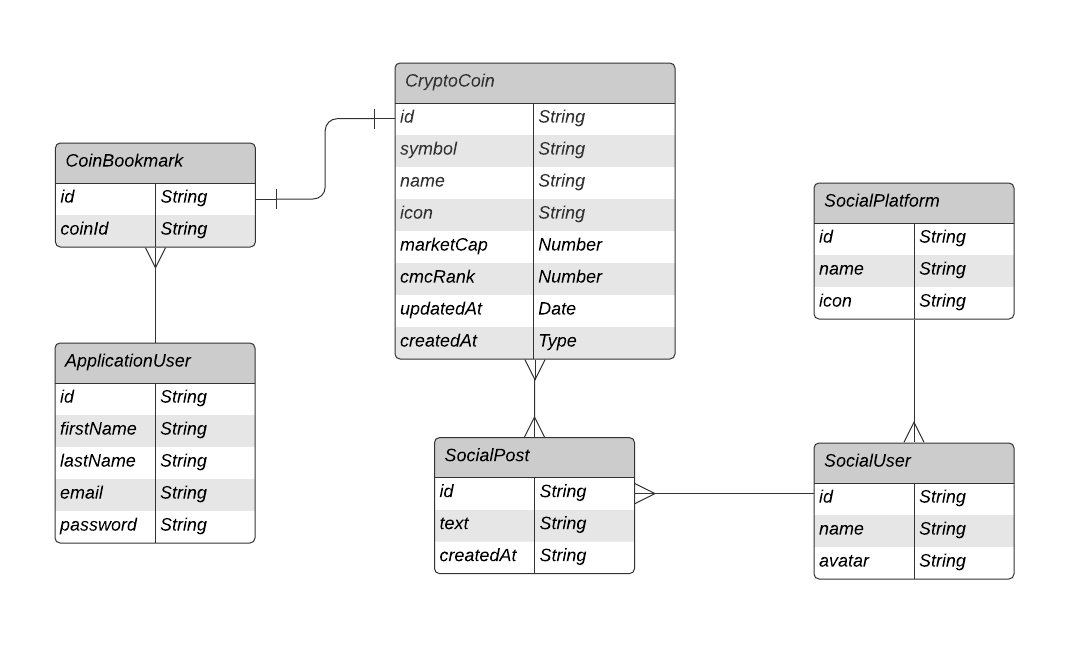 CryptoCoin
id String
symbol String
name String
icon String
marketCap Number
cmcRank Number
updatedAt Date
createdAt Type
CoinBookmark
id String
coinId String
ApplicationUser
id String
firstName String
lastName String
email String
password String
SocialPost
id String
text String
createdAt String
SocialPlatform
id String
name String
icon String
SocialUser
id String
name String
avatar String